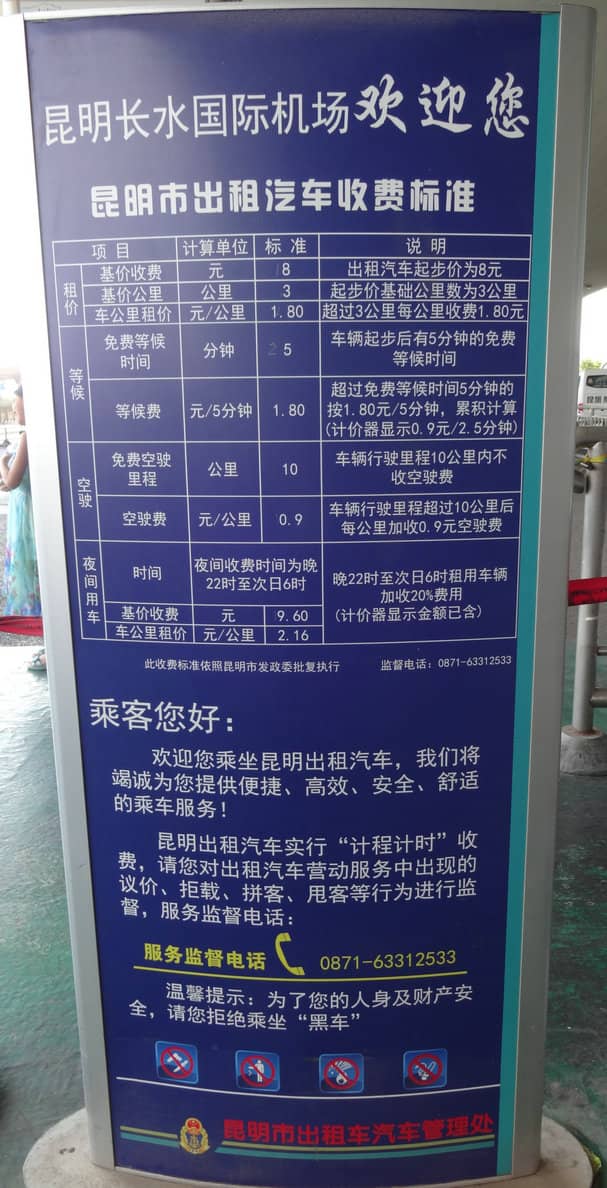 昆明长水国际机场欢迎您
昆明市出租汽车收费标准
项目 计算单位 标准 说明
租价 基价收费 元 8 出租汽车起步价为8元
基价公里 公里 3 起步价基础公里数为3公里
车公里租价 元/公里 1.80 超过3公里每公里收费1.80元
等候 免费等候 分钟 5 车辆起步后有5分钟的免费
时间 等候时间
等候费 元/5分钟 1.80 超过免费等候时间5分钟的
按1.80元/5分钟，累积计算
(计价器显示0.9元/2.5分钟)
空驶 免费空驶 公里 10 车辆行驶里程10公里内不
里程 收空驶费
空驶费 元/公里 0.9 车辆行驶里程超过10公里后
每公里加收0.9元空驶费
夜间用车 时间 夜间收费时间为晚 晚22时至次日6时租用车辆
22时至次日6时 加收20%费用
(计价器显示金额已含)
基价收费 元 9.60
车公里租价 元/公里 2.16
此收费标准依照昆明市发政委批复执行 监督电话：0871-63312533
乘客您好：
欢迎您乘坐昆明出租汽车，我们将
竭诚为您提供便捷、高效、安全、舒适
的乘车服务！
昆明出租汽车实行“计程计时”收
费，请您对出租汽车营动服务中出现的
议价、拒载、拼客、甩客等行为进行监
督，服务监督电话：
服务监督电话 0871-63312533
温馨提示：为了您的人身及财产安
全，请您拒绝乘坐“黑车”
昆明市出租车汽车管理处